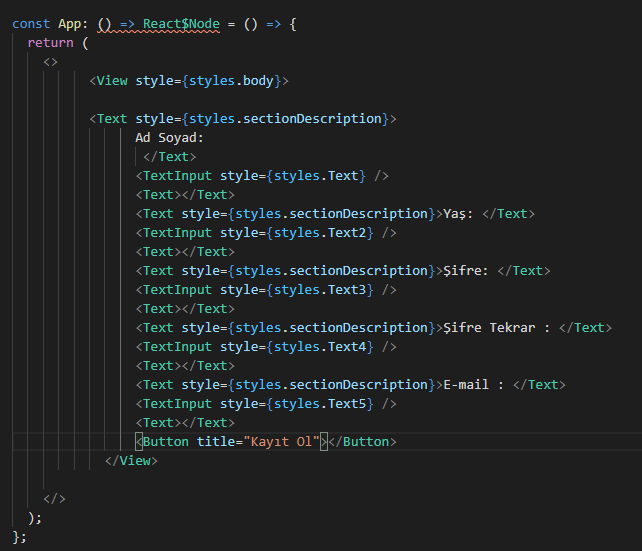 const App: () => React$Node = () => {
return (
<>
<View style={styles.body}>
<Text style={styles.sectionDescription}>
Ad Soyad:
</Text>
<TextInput style={styles.Text} />
<Text></Text>
<Text style={styles.sectionDescription}>Yaş: </Text>
<TextInput style={styles.Text2} />
<Text></Text>
<Text style={styles.sectionDescription}>Şifre: </Text>
<TextInput style={styles.Text3} />
<Text></Text>
<Text style={styles.sectionDescription}>Şifre Tekrar : </Text>
<TextInput style={styles.Text4} />
<Text></Text>
<Text style={styles.sectionDescription}>E-mail : </Text>
<TextInput style={styles.Text5} />
<Text></Text>
<Button title="Kayıt Ol"></Button>
</View>
</>
);
};